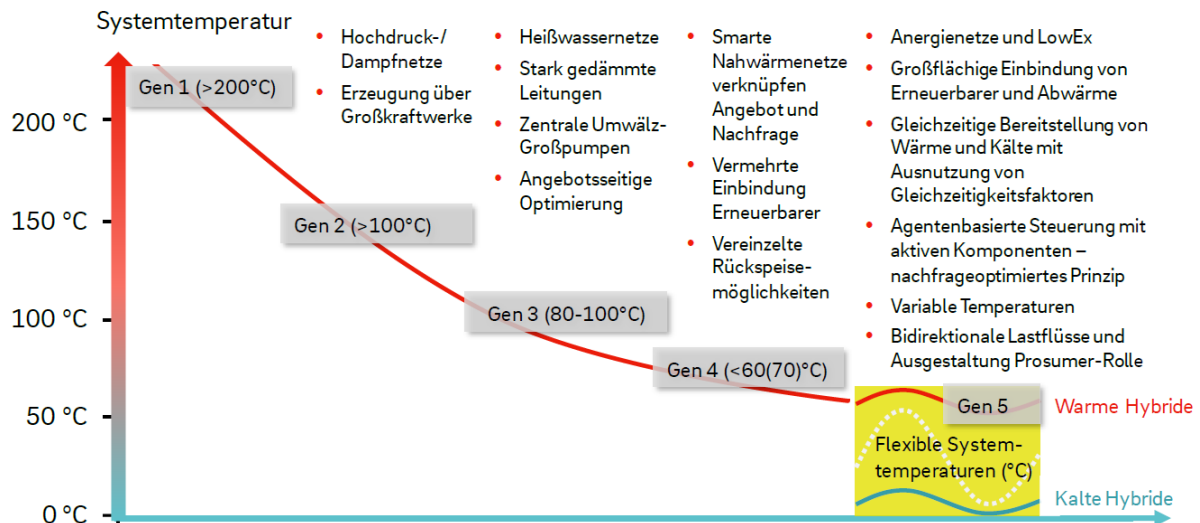 Systemtemperatur
200 °C
150 °C
100 °C
50 °C
0 °C
Gen 1 (>200°C)
Gen 2 (>100°C)
Gen 3 (80-100°C)
Gen 4 (<60(70)°C)
Gen 5
• Hochdruck-/
Dampfnetze
• Erzeugung über
Großkraftwerke
• Heißwassernetze
• Stark gedämmte
Leitungen
• Zentrale Umwälz-
Großpumpen
• Angebotsseitige
Optimierung
• Smarte
Nahwärmenetze
verknüpfen
Angebot und
Nachfrage
• Vermehrte
Einbindung
Erneuerbarer
• Vereinzelte
Rückspeise-
möglichkeiten
• Anergienetze und LowEx
• Großflächige Einbindung von
Erneuerbarer und Abwärme
• Gleichzeitige Bereitstellung von
Wärme und Kälte mit
Ausnutzung von
Gleichzeitigkeitsfaktoren
• Agentenbasierte Steuerung mit
aktiven Komponenten –
nachfrageoptimiertes Prinzip
• Variable Temperaturen
• Bidirektionale Lastflüsse und
Ausgestaltung Prosumer-Rolle
Warme Hybride
Flexible System-
temperaturen (°C)
Kalte Hybride